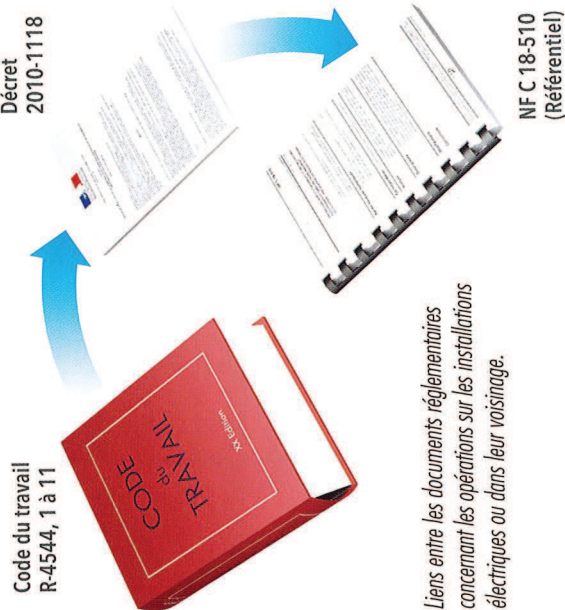 Code du travail
R-4544, 1 à 11
CODE
du
TRAVAIL
XX Edition
Décret
2010-1118
NF C 18-510
(Référentiel)
Liens entre les documents réglementaires
concernant les opérations sur les installations
électriques ou dans leur voisinage.